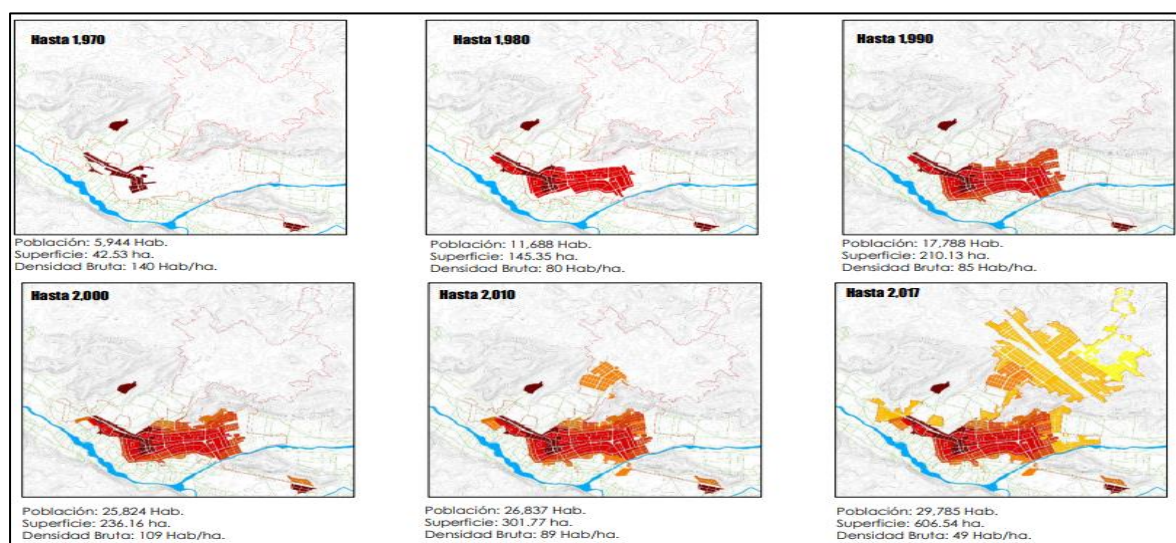 Hasta 1,970
Hasta 1,980
Hasta 1,990
Población: 5,944 Hab.
Superficie: 42.53 ha.
Densidad Bruta: 140 Hab/ha.
Población: 11,688 Hab.
Superficie: 145.35 ha.
Densidad Bruta: 80 Hab/ha.
Población: 17,788 Hab.
Superficie: 210.13 ha.
Densidad Bruta: 85 Hab/ha.
Hasta 2,000
Hasta 2,010
Hasta 2,017
Población: 25,824 Hab.
Superficie: 236.16 ha.
Densidad Bruta: 109 Hab/ha.
Población: 26,837 Hab.
Superficie: 301.77 ha.
Densidad Bruta: 89 Hab/ha.
Población: 29,785 Hab.
Superficie: 606.54 ha.
Densidad Bruta: 49 Hab/ha.